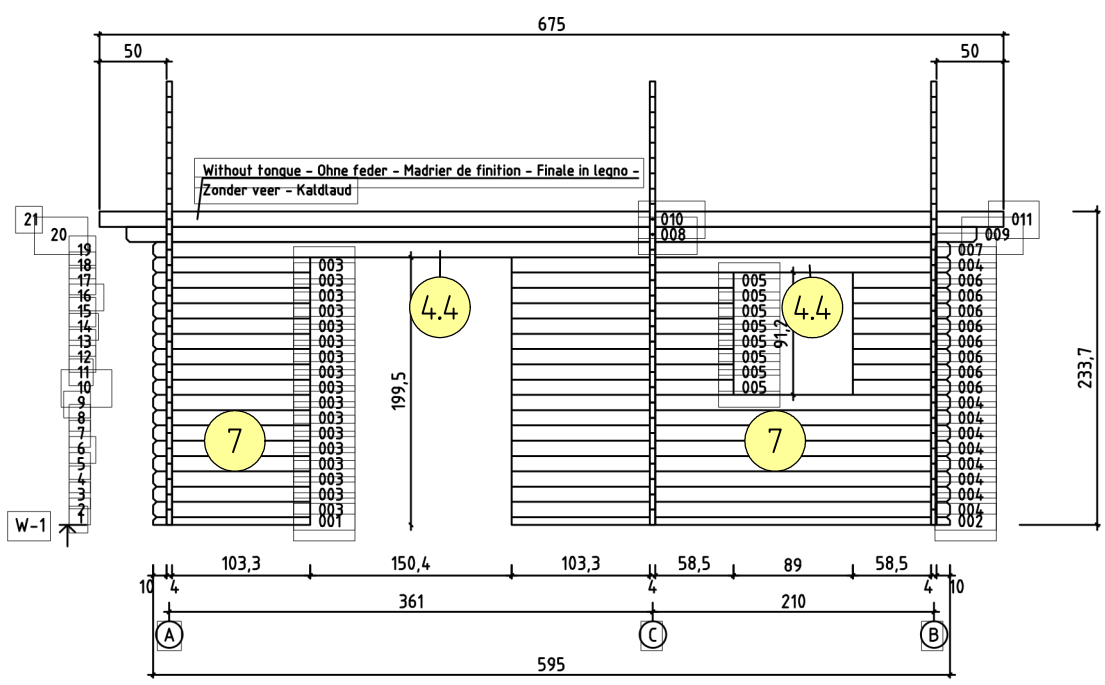 675
50 50
Without tongue – Ohne feder – Madrier de finition – Finale in legno –
Zonder veer – Kaldlaud
21 010 011
20 008 009
19 007
18 003 004
17 003 005 006
16 003 005 006
15 003 005 006
14 003 005 006
13 003 005 006
12 003 005 006
11 003 005 006
10 003 005 006
9 003 004
8 003 004
7 003 004
6 003 004
5 003 004
4 003 004
3 003 004
2 003 004
1 001 002
4.4 4.4
91,2
199,5
233,7
7 7
W-1
103,3 150,4 103,3 58,5 89 58,5
10 4 4 4 10
361 210
A C B
595